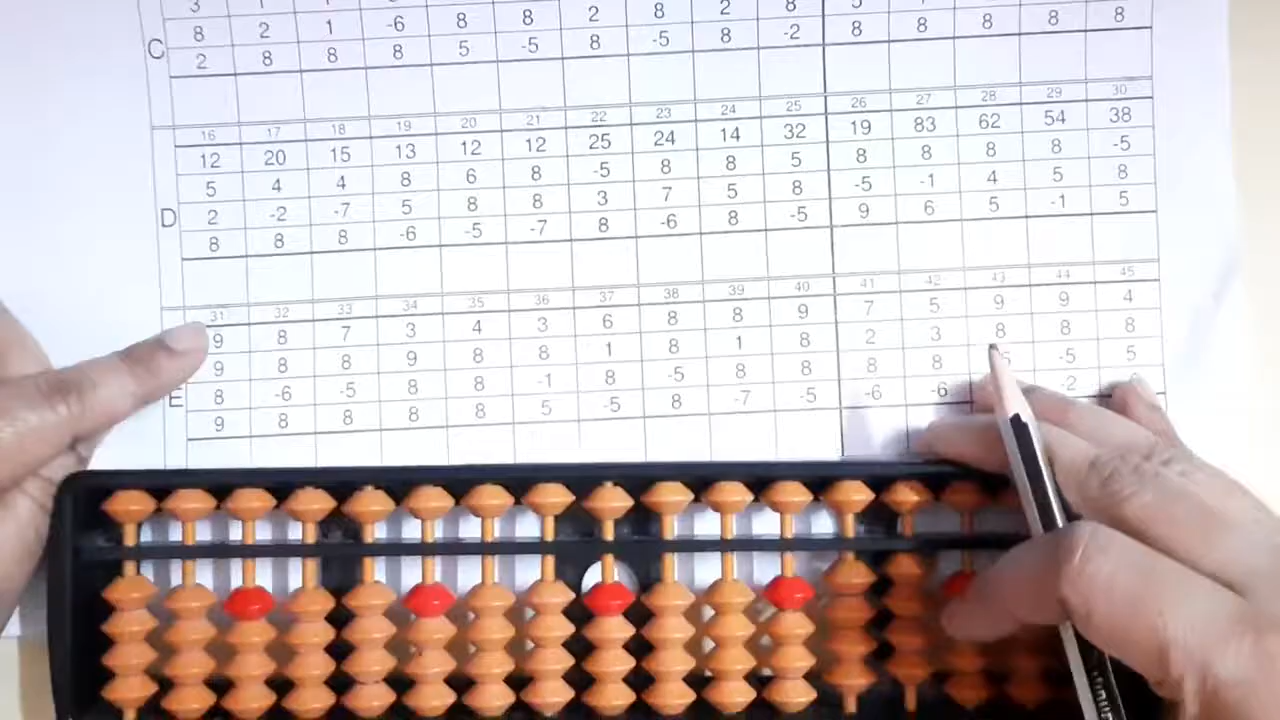 3
8 2 1 -6 8 8 2 8 2 8 5
C 2 8 8 8 5 -5 8 -5 8 -2 8 8 8 8 8
16 17 18 19 20 21 22 23 24 25 26 27 28 29 30
12 20 15 13 12 12 25 24 14 32 19 83 62 54 38
5 4 4 8 6 8 -5 8 8 5 8 8 8 8 -5
D 2 -2 -7 5 8 8 3 7 5 8 -5 -1 4 5 8
8 8 8 -6 -5 -7 8 -6 8 -5 9 6 5 -1 5
31 32 33 34 35 36 37 38 39 40 41 42 43 44 45
9 8 7 3 4 3 6 8 8 9 7 5 9 9 4
9 8 8 9 8 8 1 8 1 8 2 3 8 8 8
E 8 -6 -5 8 8 -1 8 -5 8 8 8 8 -5 5
9 8 8 8 8 5 -5 8 -7 -5 -6 -6 -2